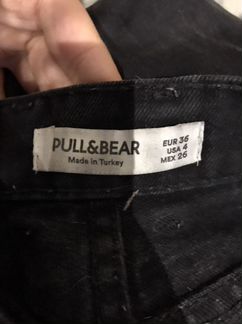 PULL&BEAR
Made in Turkey
EUR 36
USA 4
MEX 26